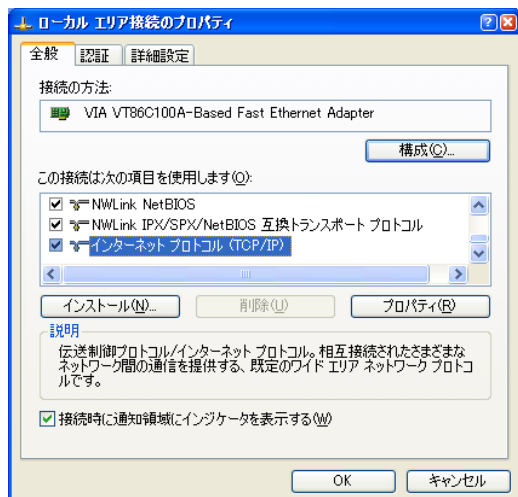 ローカル エリア接続のプロパティ
全般 認証 詳細設定
接続の方法:
VIA VT86C100A-Based Fast Ethernet Adapter
構成(C)...
この接続は次の項目を使用します(O):
NWLink NetBIOS
NWLink IPX/SPX/NetBIOS 互換トランスポート プロトコル
インターネット プロトコル (TCP/IP)
インストール(N)... 削除(U) プロパティ(R)
説明
伝送制御プロトコル/インターネット プロトコル。相互接続されたさまざまな
ネットワーク間の通信を提供する、既定のワイド エリア ネットワーク プロトコ
ルです。
接続時に通知領域にインジケータを表示する(W)
OK キャンセル